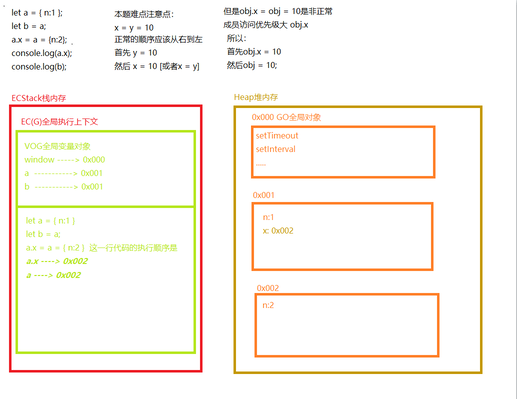 let a = { n:1 };
let b = a;
a.x = a = {n:2};
console.log(a.x);
console.log(b);
本题难点注意点：
x = y = 10
正常的顺序应该从右到左
首先 y = 10
然后 x = 10 [或者x = y]
但是obj.x = obj = 10是非正常
成员访问优先级大 obj.x
所以：
首先obj.x = 10
然后obj = 10;
ECStack栈内存
EC(G)全局执行上下文
VOG全局变量对象
window -----> 0x000
a -----------> 0x001
b -----------> 0x001
let a = { n:1 }
let b = a;
a.x = a = { n:2 } 这一行代码的执行顺序是
a.x ----> 0x002
a ----> 0x002
Heap堆内存
0x000 GO全局对象
setTimeout
setInterval
.....
0x001
n:1
x: 0x002
0x002
n:2